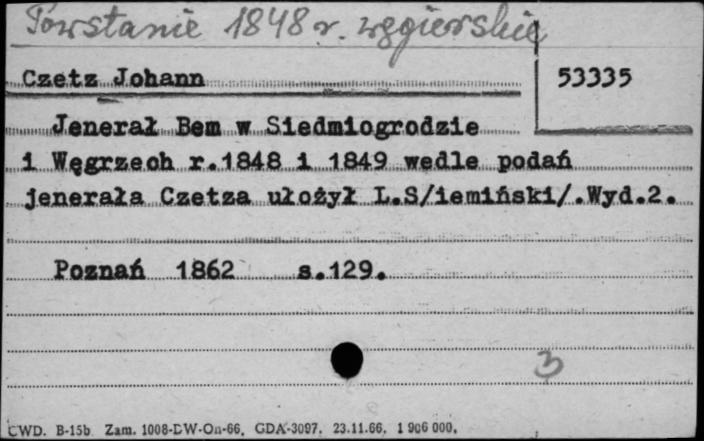 Powstanie 1848 r. węgierskie
Czetz Johann
53335
Jenerał Bem w Siedmiogrodzie
i Węgrzech r.1848 i 1849 wedle podań
jenerała Czetza ułożył L.S/iemiński/.Wyd.2.
Poznań 1862 s.129.
3
CWD. B-15b. Zam. 1008-DW-On-66. GDA-3097. 23.11.66. 1 906 000.